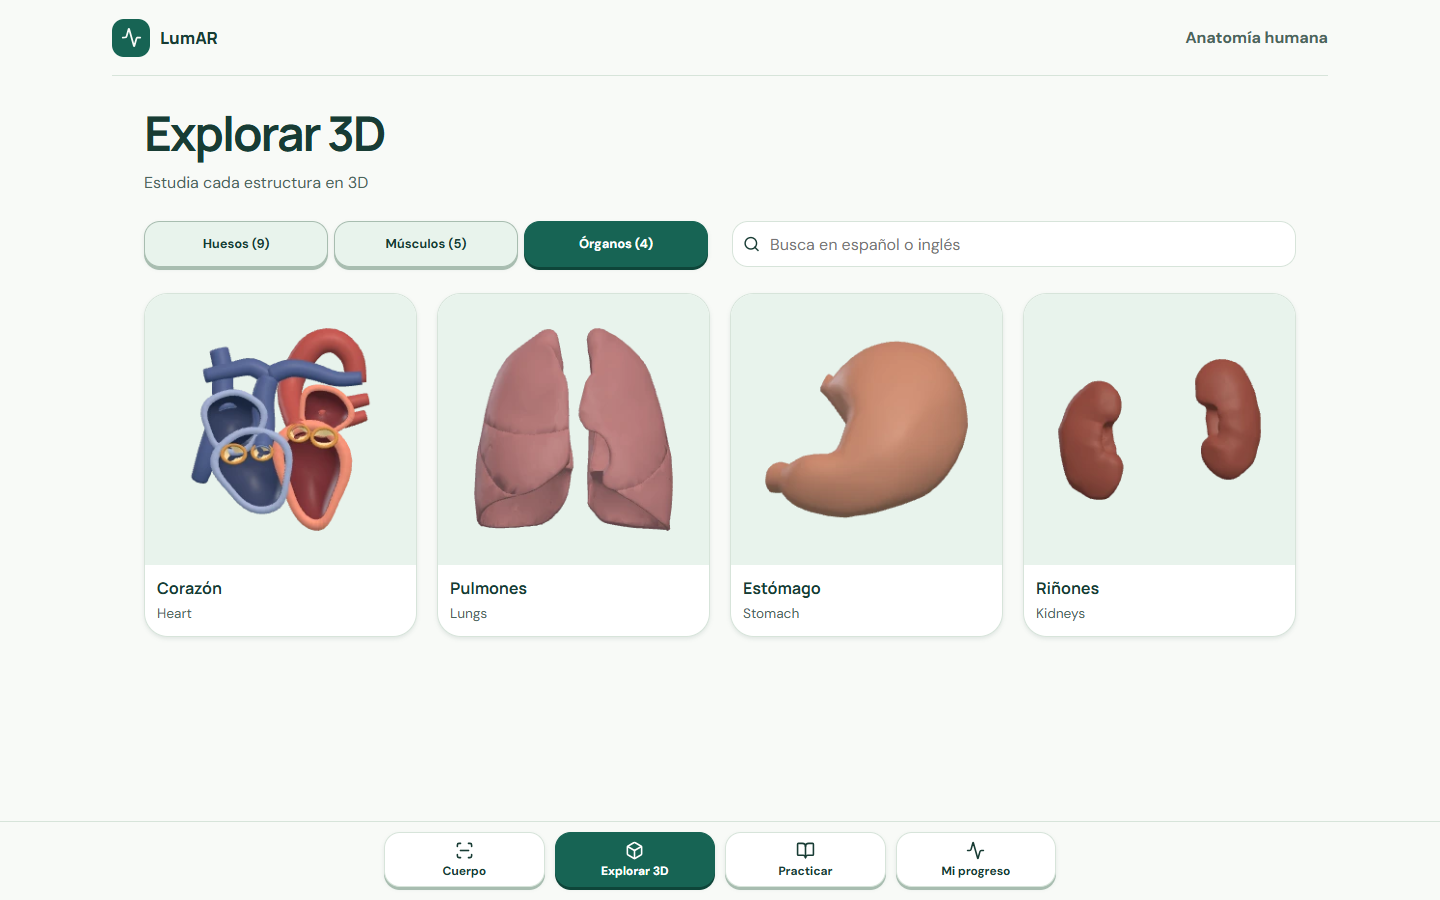 LumAR
Anatomía humana
Explorar 3D
Estudia cada estructura en 3D
Huesos (9)
Músculos (5)
Órganos (4)
Busca en español o inglés
Corazón
Heart
Pulmones
Lungs
Estómago
Stomach
Riñones
Kidneys
Cuerpo
Explorar 3D
Practicar
Mi progreso